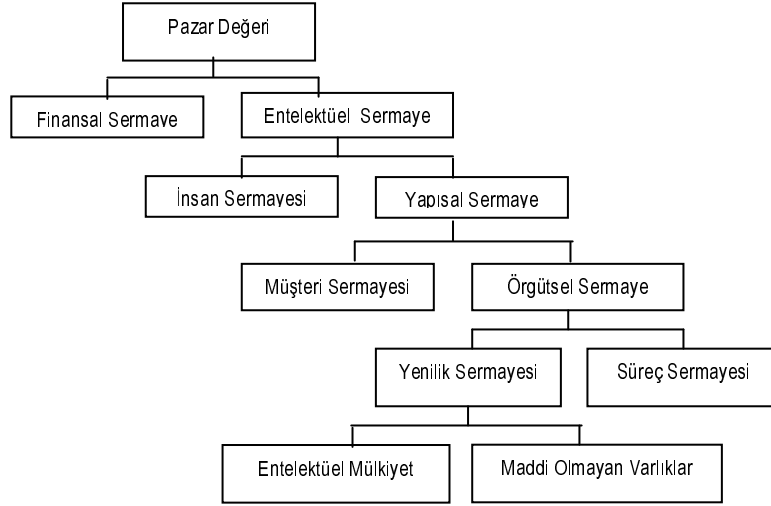 Pazar Değeri
Finansal Sermaye
Entelektüel Sermaye
İnsan Sermayesi
Yapısal Sermaye
Müşteri Sermayesi
Örgütsel Sermaye
Yenilik Sermayesi
Süreç Sermayesi
Entelektüel Mülkiyet
Maddi Olmayan Varlıklar